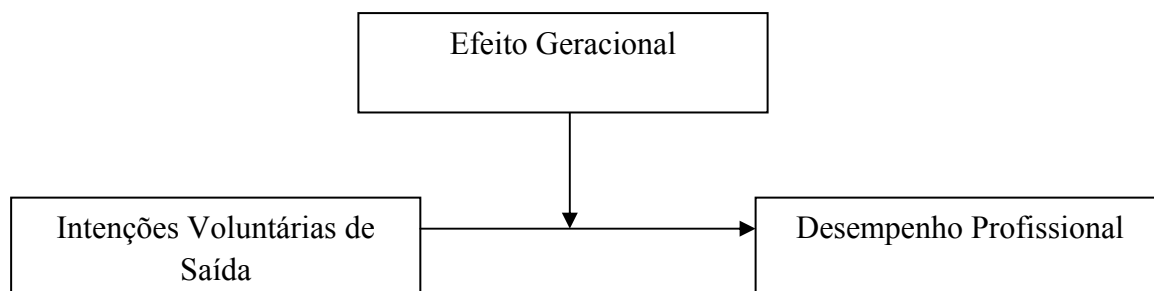 Efeito Geracional
Intenções Voluntárias de
Saída
Desempenho Profissional